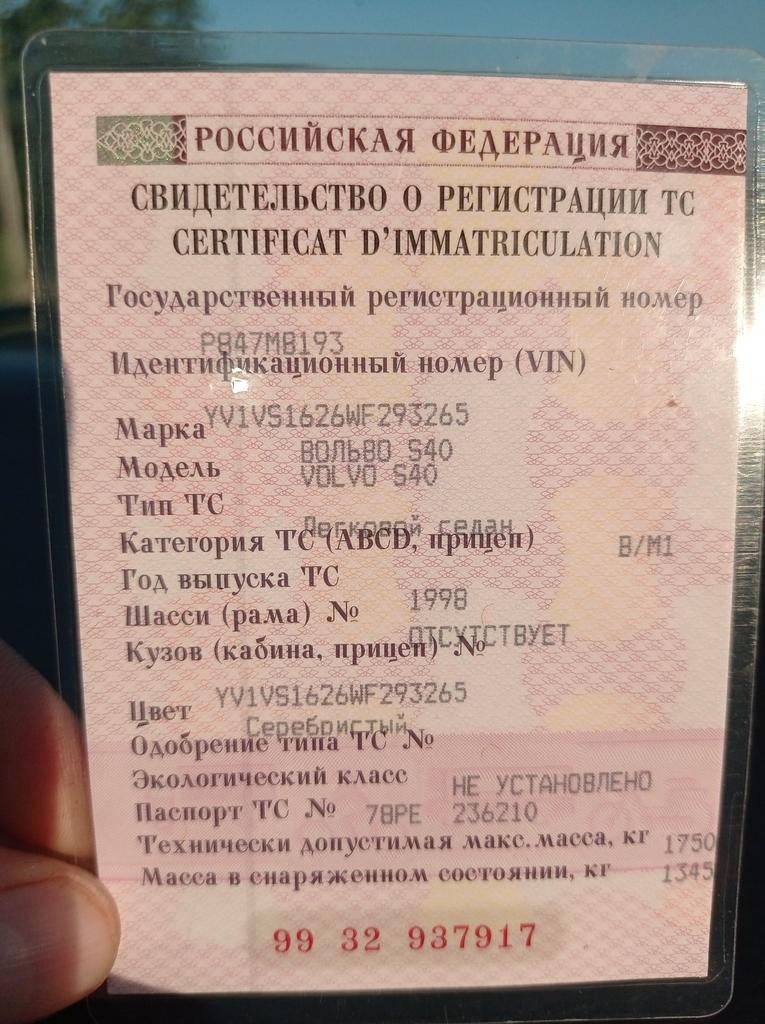 РОССИЙСКАЯ ФЕДЕРАЦИЯ
СВИДЕТЕЛЬСТВО О РЕГИСТРАЦИИ ТС
CERTIFICAT D'IMMATRICULATION
Государственный регистрационный номер
Р847МВ193
Идентификационный номер (VIN)
YV1VS1626WF293265
Марка ВОЛЬВО S40
Модель VOLVO S40
Тип ТС
Легковой седан
Категория ТС (ABCD, прицеп) B/M1
Год выпуска ТС
1998
Шасси (рама) №
ОТСУТСТВУЕТ
Кузов (кабина, прицеп) №
YV1VS1626WF293265
Цвет
Серебристый
Одобрение типа ТС №
Экологический класс НЕ УСТАНОВЛЕНО
Паспорт ТС № 78РЕ 236210
Технически допустимая макс.масса, кг 1750
Масса в снаряженном состоянии, кг 1345
99 32 937917